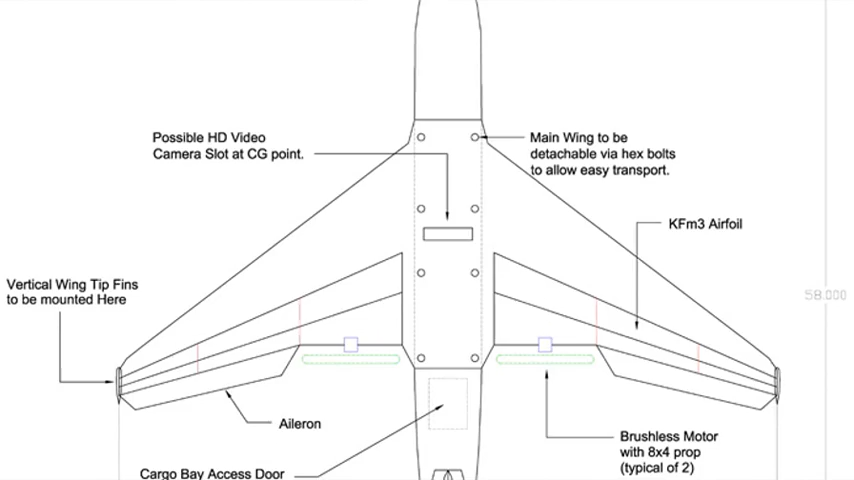 Possible HD Video
Camera Slot at CG point.
Main Wing to be
detachable via hex bolts
to allow easy transport.
KFm3 Airfoil
Vertical Wing Tip Fins
to be mounted Here
58.000
Aileron
Brushless Motor
with 8x4 prop
(typical of 2)
Cargo Bay Access Door